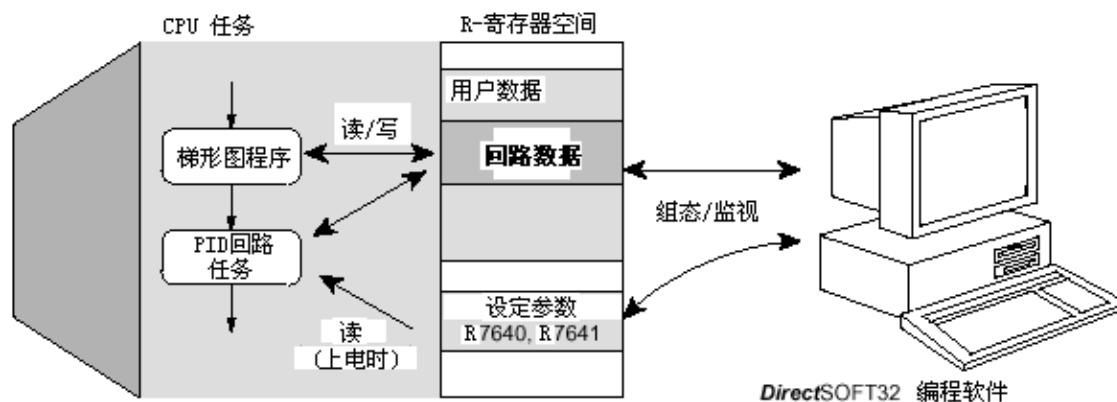 CPU 任务
R-寄存器空间
用户数据
读/写
梯形图程序
回路数据
组态/监视
PID回路
任务
设定参数
R7640, R7641
读
(上电时)
DirectSOFT32 编程软件